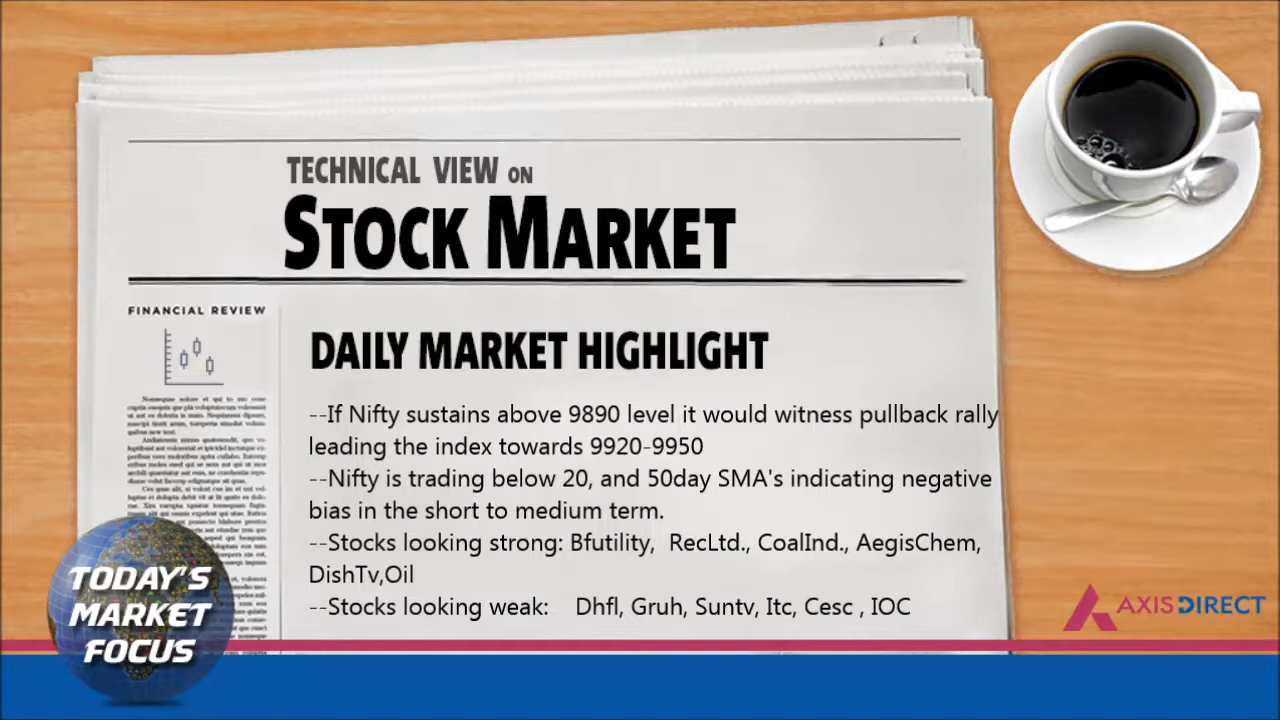 TECHNICAL VIEW ON
STOCK MARKET
FINANCIAL REVIEW
DAILY MARKET HIGHLIGHT
--If Nifty sustains above 9890 level it would witness pullback rally
leading the index towards 9920-9950
--Nifty is trading below 20, and 50day SMA's indicating negative
bias in the short to medium term.
--Stocks looking strong: Bfutility, RecLtd., CoalInd., AegisChem,
DishTv,Oil
--Stocks looking weak: Dhfl, Gruh, Suntv, Itc, Cesc , IOC
TODAY'S
MARKET
FOCUS
AXIS DIRECT